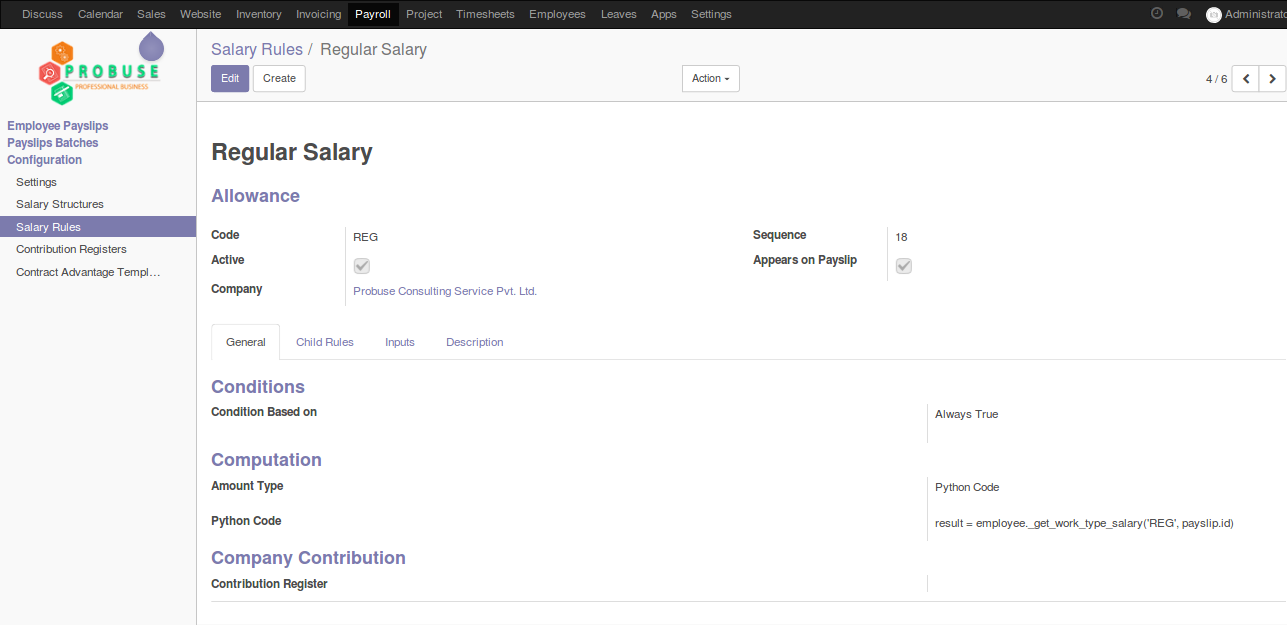 Discuss Calendar Sales Website Inventory Invoicing Payroll Project Timesheets Employees Leaves Apps Settings Administrato
PROBUSE
PROFESSIONAL BUSINESS
Salary Rules / Regular Salary
Edit Create Action 4 / 6
Employee Payslips
Payslips Batches
Configuration
Settings
Salary Structures
Salary Rules
Contribution Registers
Contract Advantage Templ...
Regular Salary
Allowance
Code REG Sequence 18
Active Appears on Payslip
Company Probuse Consulting Service Pvt. Ltd.
General Child Rules Inputs Description
Conditions
Condition Based on Always True
Computation
Amount Type Python Code
Python Code result = employee._get_work_type_salary('REG', payslip.id)
Company Contribution
Contribution Register